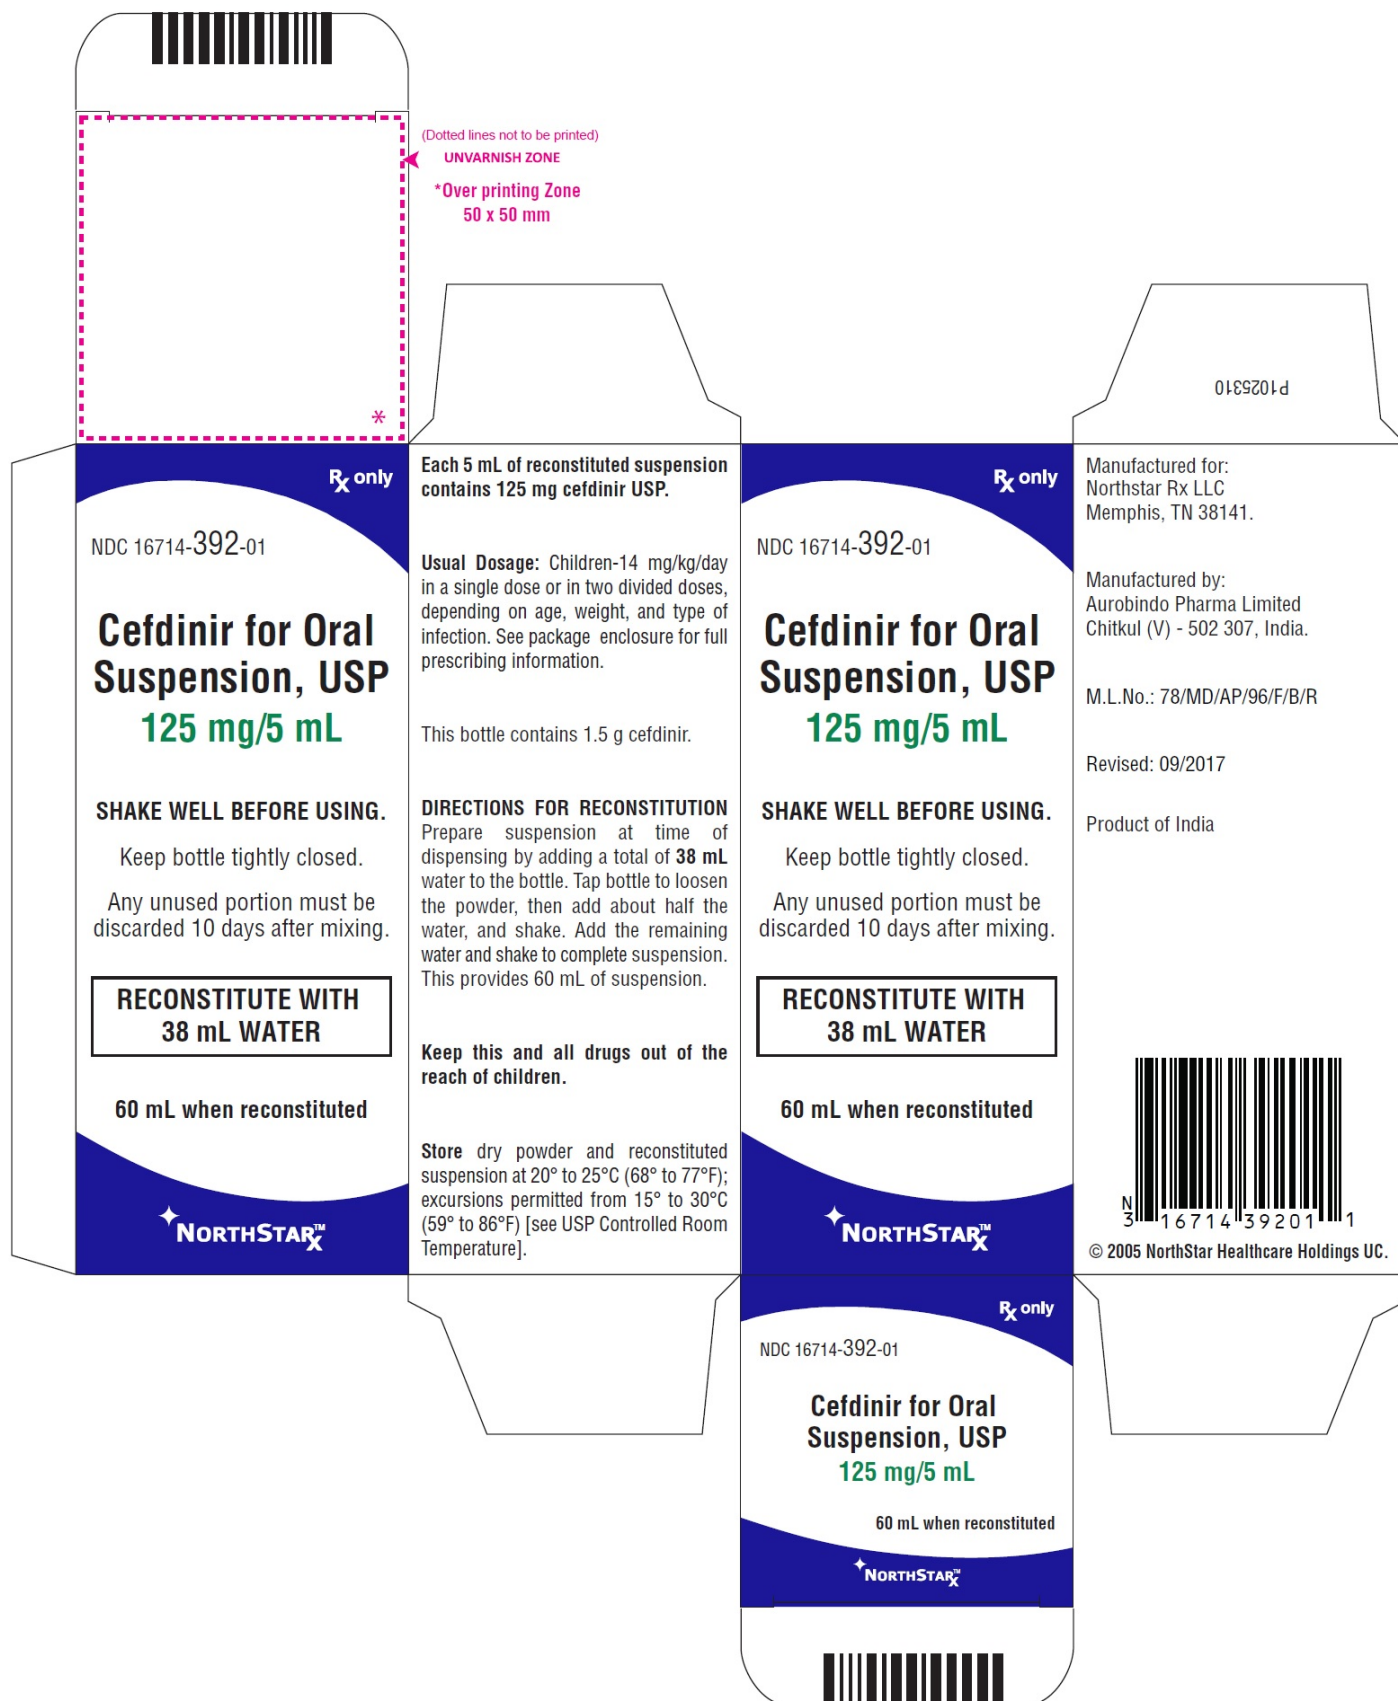 (Dotted lines not to be printed)
UNVARNISH ZONE
*Over printing Zone
50 x 50 mm
*
P1025310
Rx only
NDC 16714-392-01
Cefdinir for Oral
Suspension, USP
125 mg/5 mL
SHAKE WELL BEFORE USING.
Keep bottle tightly closed.
Any unused portion must be
discarded 10 days after mixing.
RECONSTITUTE WITH
38 mL WATER
60 mL when reconstituted
NORTHSTARX™
Each 5 mL of reconstituted suspension
contains 125 mg cefdinir USP.
Usual Dosage: Children-14 mg/kg/day
in a single dose or in two divided doses,
depending on age, weight, and type of
infection. See package enclosure for full
prescribing information.
This bottle contains 1.5 g cefdinir.
DIRECTIONS FOR RECONSTITUTION
Prepare suspension at time of
dispensing by adding a total of 38 mL
water to the bottle. Tap bottle to loosen
the powder, then add about half the
water, and shake. Add the remaining
water and shake to complete suspension.
This provides 60 mL of suspension.
Keep this and all drugs out of the
reach of children.
Store dry powder and reconstituted
suspension at 20° to 25°C (68° to 77°F);
excursions permitted from 15° to 30°C
(59° to 86°F) [see USP Controlled Room
Temperature].
Rx only
NDC 16714-392-01
Cefdinir for Oral
Suspension, USP
125 mg/5 mL
SHAKE WELL BEFORE USING.
Keep bottle tightly closed.
Any unused portion must be
discarded 10 days after mixing.
RECONSTITUTE WITH
38 mL WATER
60 mL when reconstituted
NORTHSTARX™
Manufactured for:
Northstar Rx LLC
Memphis, TN 38141.
Manufactured by:
Aurobindo Pharma Limited
Chitkul (V) - 502 307, India.
M.L.No.: 78/MD/AP/96/F/B/R
Revised: 09/2017
Product of India
N
3 16714 39201 1
© 2005 NorthStar Healthcare Holdings UC.
Rx only
NDC 16714-392-01
Cefdinir for Oral
Suspension, USP
125 mg/5 mL
60 mL when reconstituted
NORTHSTARX™